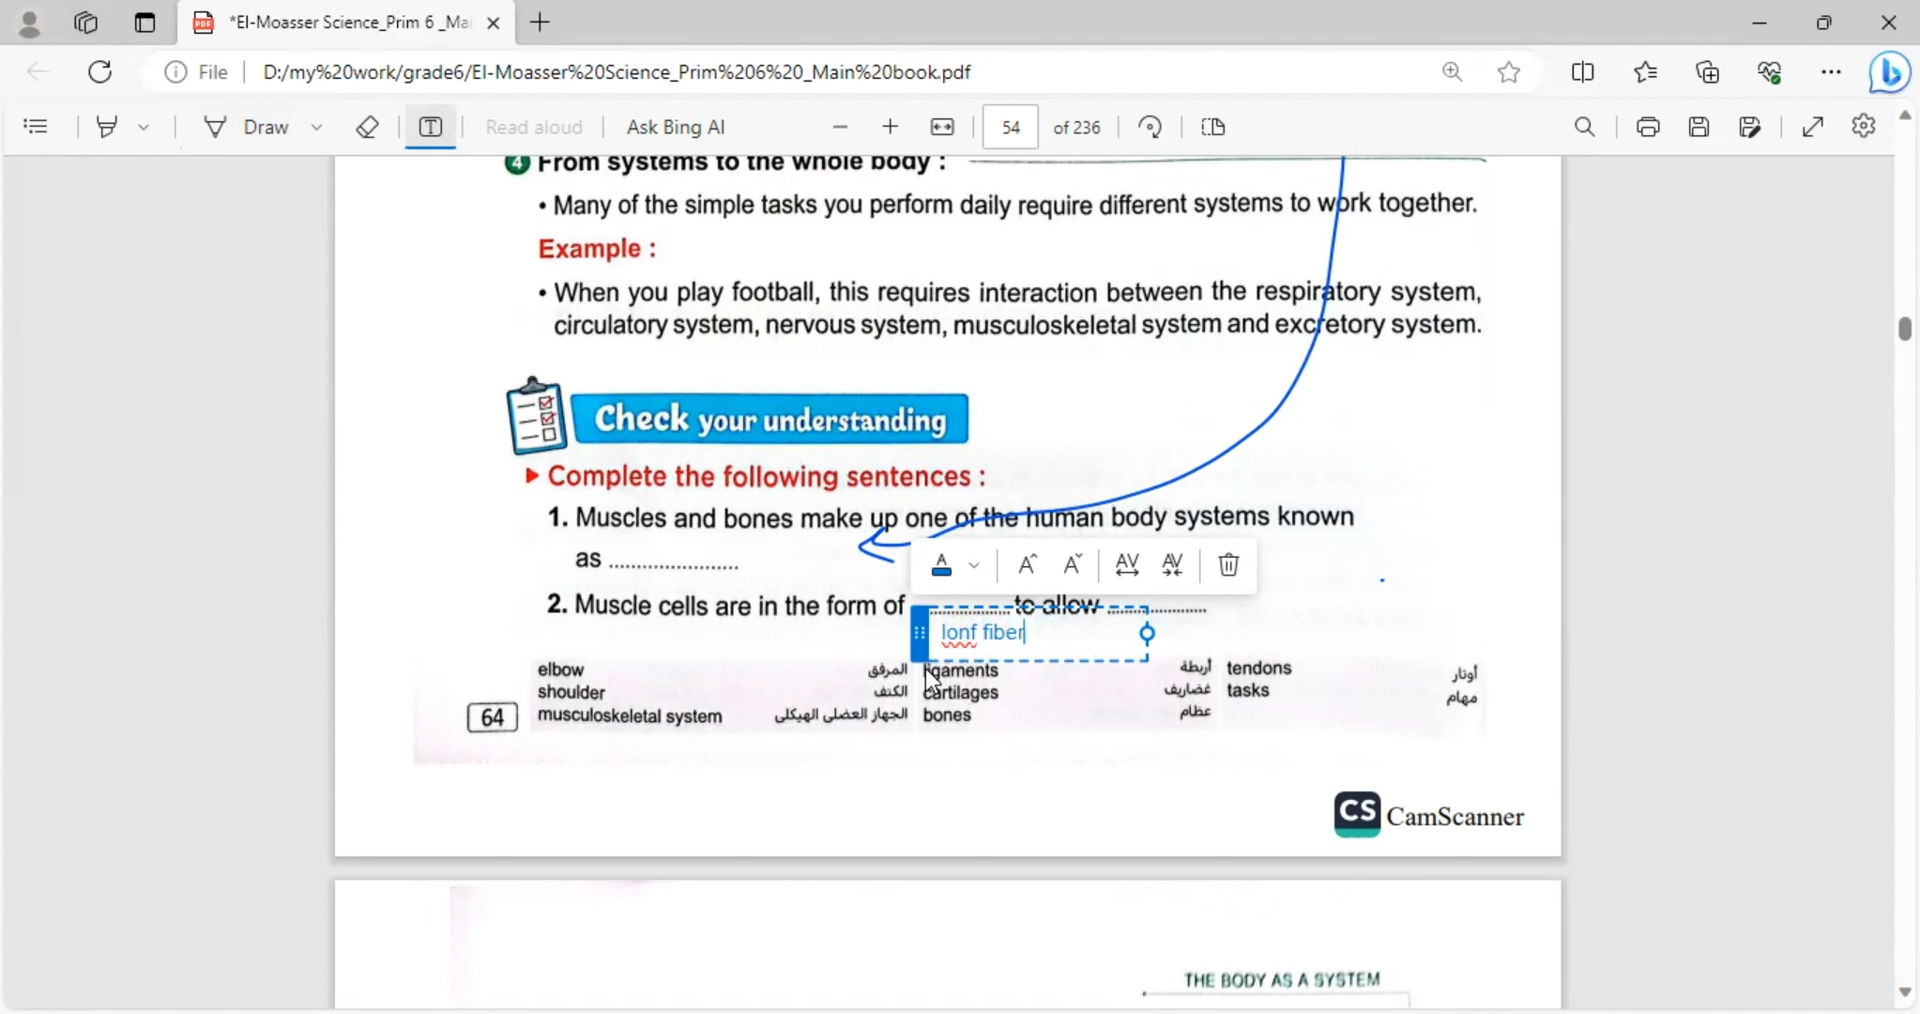 *El-Moasser Science_Prim 6 _Mai
File
D:/my%20work/grade6/El-Moasser%20Science_Prim%206%20_Main%20book.pdf
Draw
Read aloud
Ask Bing AI
54
of 236
4 From systems to the whole body :
• Many of the simple tasks you perform daily require different systems to work together.
Example :
• When you play football, this requires interaction between the respiratory system,
circulatory system, nervous system, musculoskeletal system and excretory system.
Check your understanding
Complete the following sentences :
1. Muscles and bones make up one of the human body systems known
as ......................
2. Muscle cells are in the form of .............. to allow .................
lonf fiber
elbow المرفق ligaments أربطة tendons أوتار
shoulder الكتف cartilages غضاريف tasks مهام
musculoskeletal system الجهاز العضلى الهيكلى bones عظام
64
CS CamScanner
THE BODY AS A SYSTEM